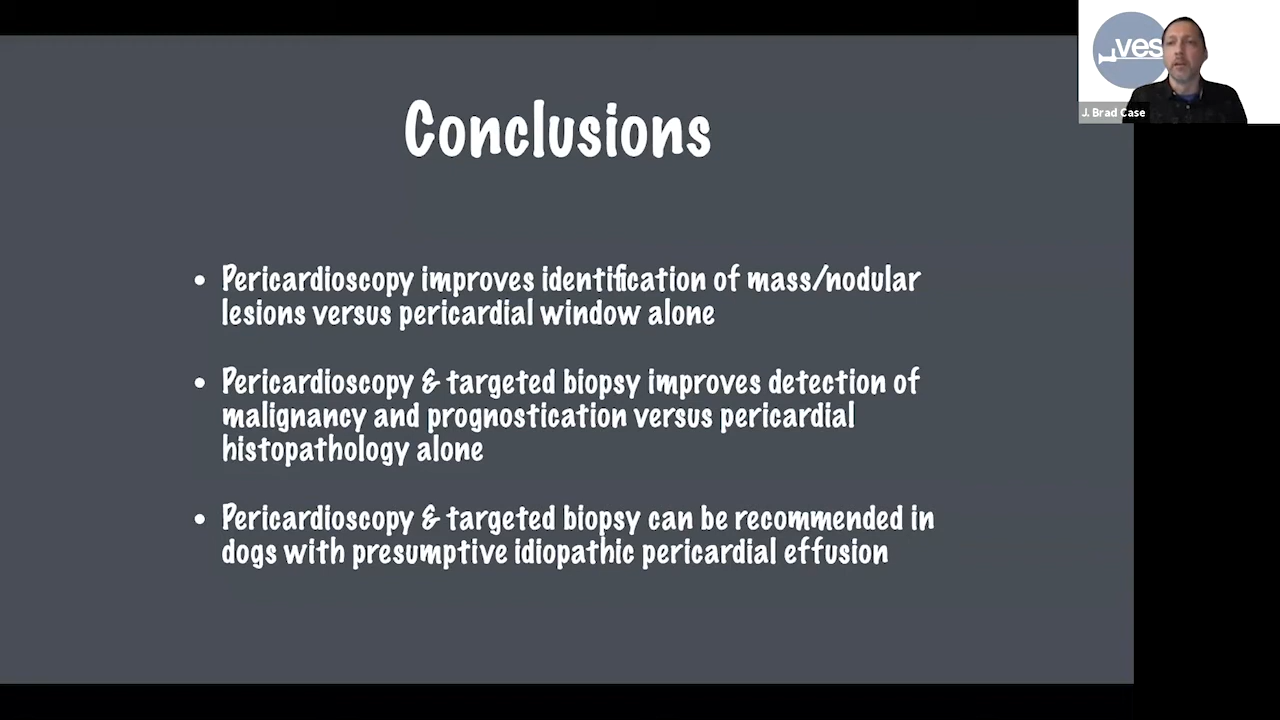 ves
J. Brad Case
Conclusions
• Pericardioscopy improves identification of mass/nodular
lesions versus pericardial window alone
• Pericardioscopy & targeted biopsy improves detection of
malignancy and prognostication versus pericardial
histopathology alone
• Pericardioscopy & targeted biopsy can be recommended in
dogs with presumptive idiopathic pericardial effusion